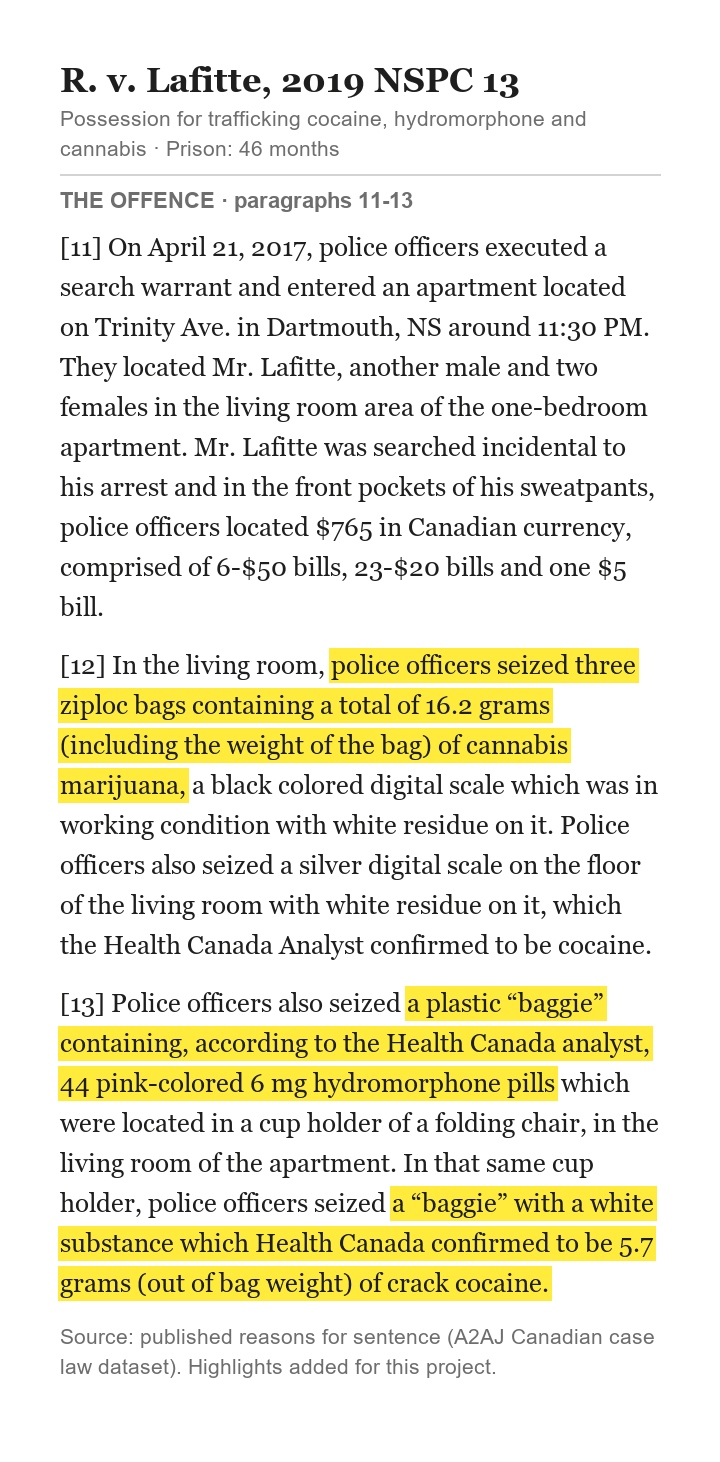 R. v. Lafitte, 2019 NSPC 13
Possession for trafficking cocaine, hydromorphone and
cannabis · Prison: 46 months
THE OFFENCE · paragraphs 11-13
[11] On April 21, 2017, police officers executed a
search warrant and entered an apartment located
on Trinity Ave. in Dartmouth, NS around 11:30 PM.
They located Mr. Lafitte, another male and two
females in the living room area of the one-bedroom
apartment. Mr. Lafitte was searched incidental to
his arrest and in the front pockets of his sweatpants,
police officers located $765 in Canadian currency,
comprised of 6-$50 bills, 23-$20 bills and one $5
bill.
[12] In the living room, police officers seized three
ziploc bags containing a total of 16.2 grams
(including the weight of the bag) of cannabis
marijuana, a black colored digital scale which was in
working condition with white residue on it. Police
officers also seized a silver digital scale on the floor
of the living room with white residue on it, which
the Health Canada Analyst confirmed to be cocaine.
[13] Police officers also seized a plastic “baggie”
containing, according to the Health Canada analyst,
44 pink-colored 6 mg hydromorphone pills which
were located in a cup holder of a folding chair, in the
living room of the apartment. In that same cup
holder, police officers seized a “baggie” with a white
substance which Health Canada confirmed to be 5.7
grams (out of bag weight) of crack cocaine.
Source: published reasons for sentence (A2AJ Canadian case
law dataset). Highlights added for this project.